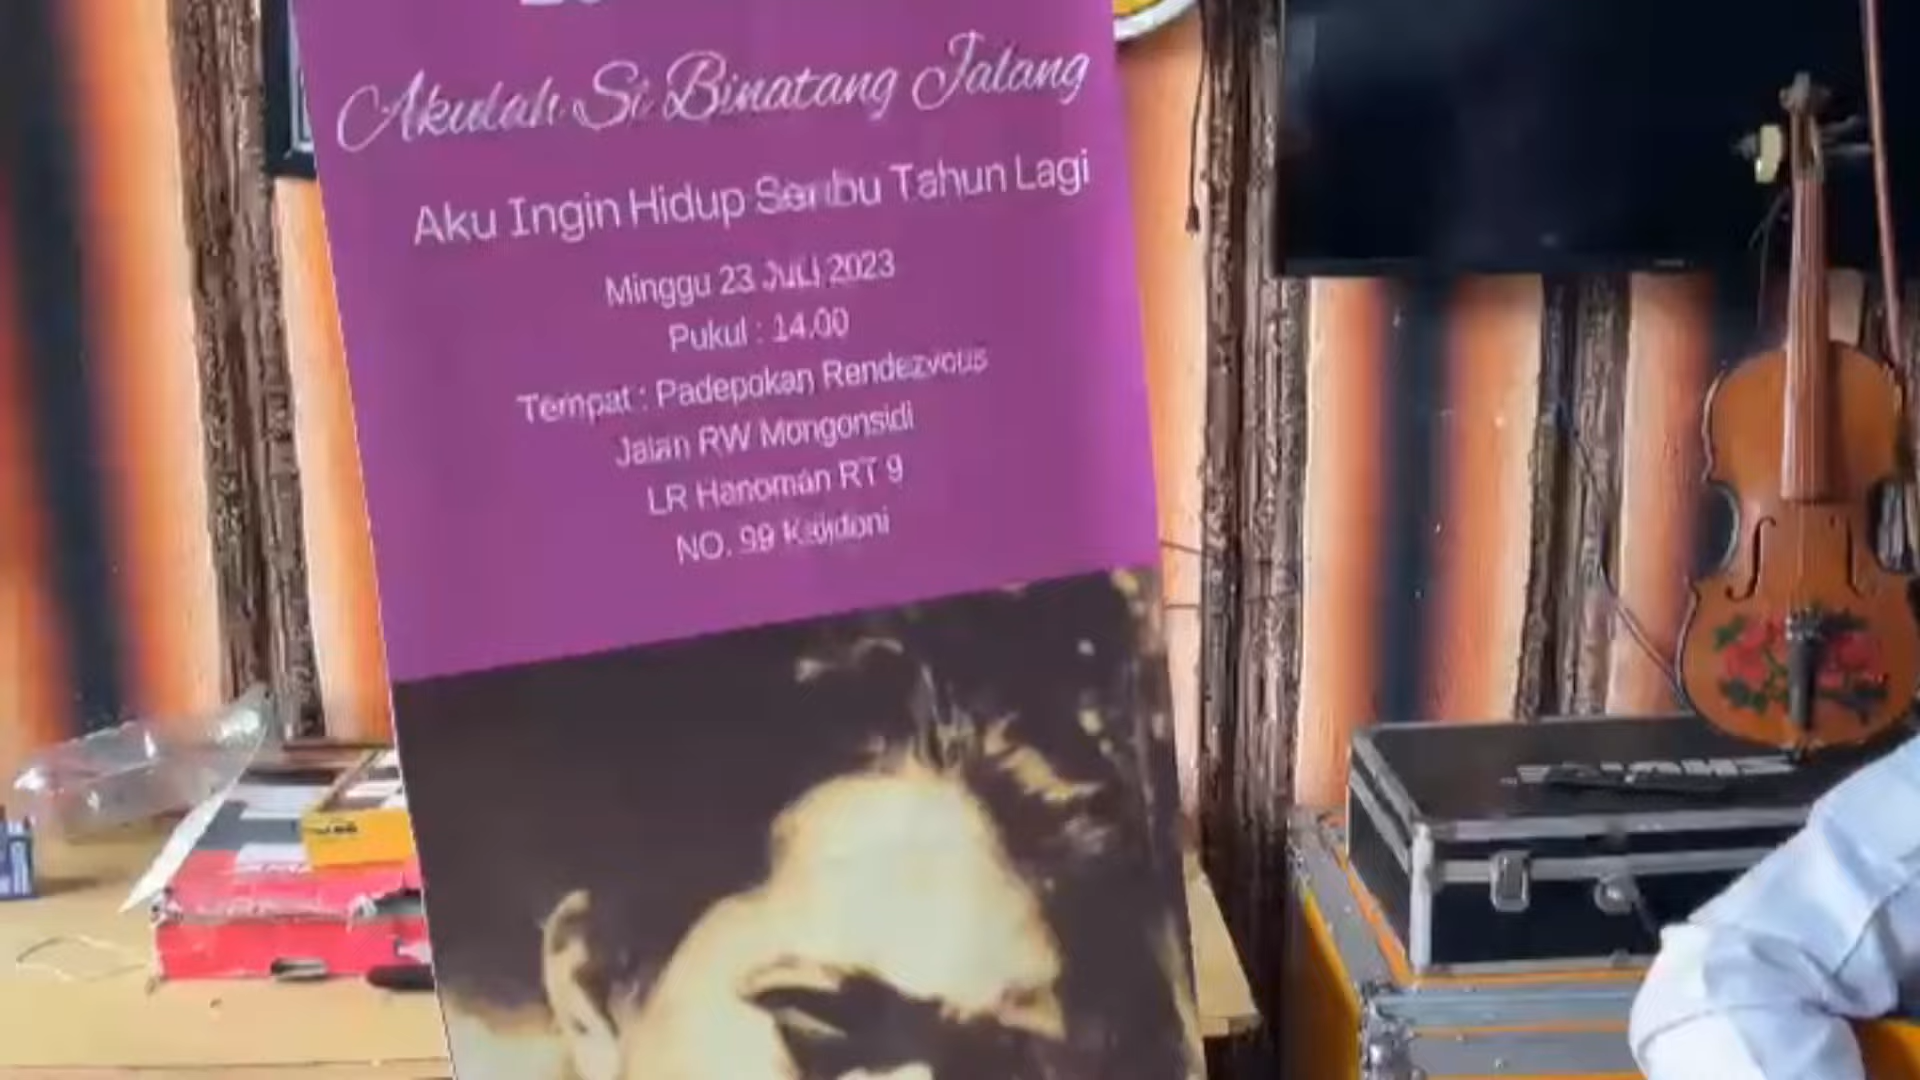 Akulah Si Binatang Jalang
Aku Ingin Hidup Seribu Tahun Lagi
Minggu 23 JULI 2023
Pukul : 14.00
Tempat : Padepokan Rendezvous
Jalan RW Mongonsidi
LR Hanoman RT 9
NO. 99 Kalidoni